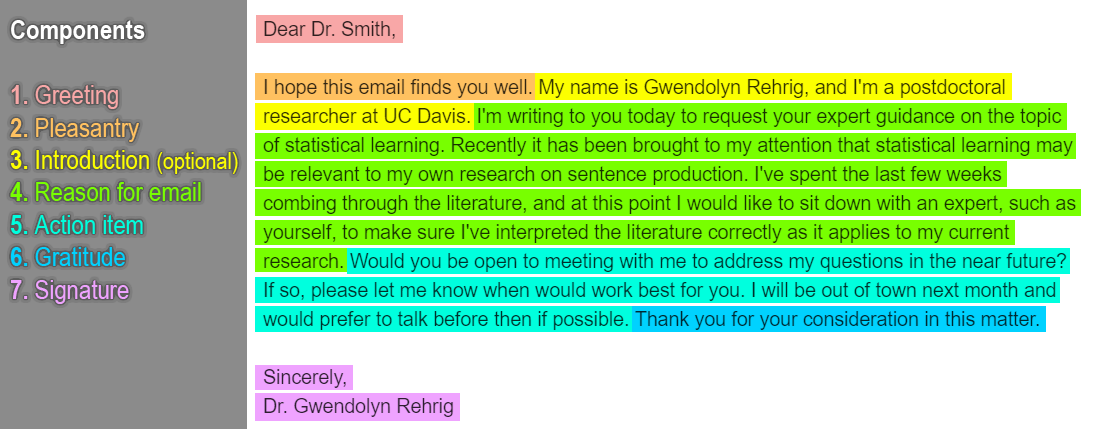 Components
1. Greeting
2. Pleasantry
3. Introduction (optional)
4. Reason for email
5. Action item
6. Gratitude
7. Signature
Dear Dr. Smith,
I hope this email finds you well. My name is Gwendolyn Rehrig, and I'm a postdoctoral
researcher at UC Davis. I'm writing to you today to request your expert guidance on the topic
of statistical learning. Recently it has been brought to my attention that statistical learning may
be relevant to my own research on sentence production. I've spent the last few weeks
combing through the literature, and at this point I would like to sit down with an expert, such as
yourself, to make sure I've interpreted the literature correctly as it applies to my current
research. Would you be open to meeting with me to address my questions in the near future?
If so, please let me know when would work best for you. I will be out of town next month and
would prefer to talk before then if possible. Thank you for your consideration in this matter.
Sincerely,
Dr. Gwendolyn Rehrig